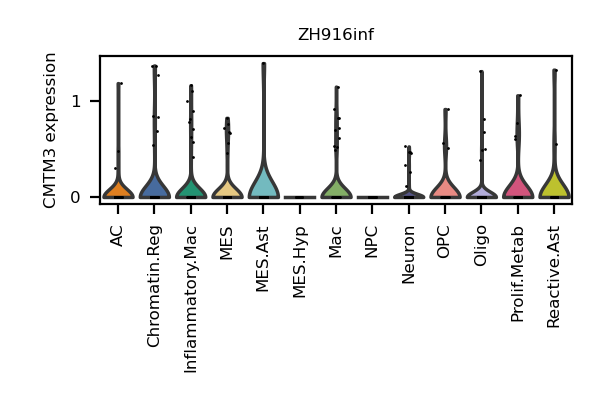 ZH916inf
CMTM3 expression
1
0
AC
Chromatin.Reg
Inflammatory.Mac
MES
MES.Ast
MES.Hyp
Mac
NPC
Neuron
OPC
Oligo
Prolif.Metab
Reactive.Ast